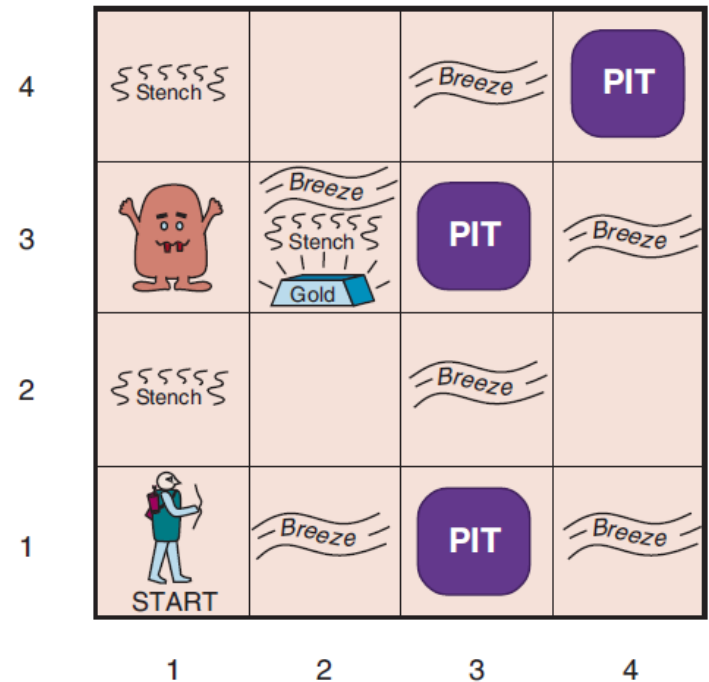 4
Stench
Breeze
PIT
3
Breeze
Stench
Gold
PIT
Breeze
2
Stench
Breeze
1
START
Breeze
PIT
Breeze
1 2 3 4